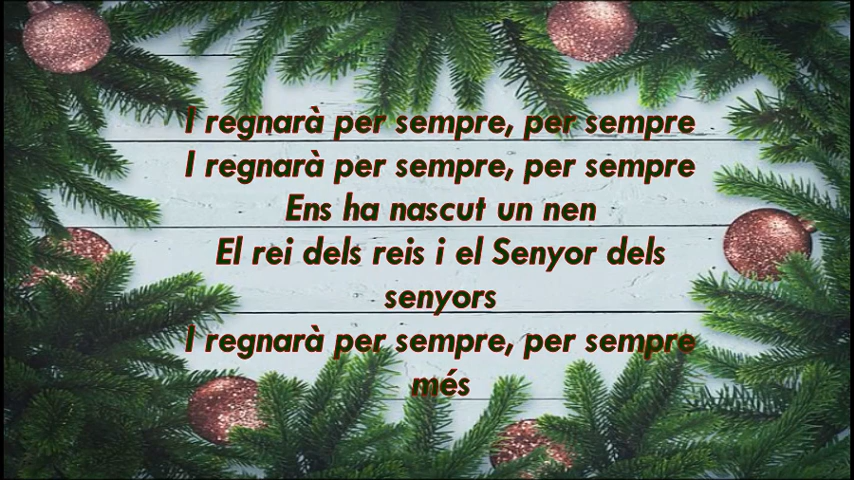 I regnarà per sempre, per sempre
I regnarà per sempre, per sempre
Ens ha nascut un nen
El rei dels reis i el Senyor dels
senyors
I regnarà per sempre, per sempre
més